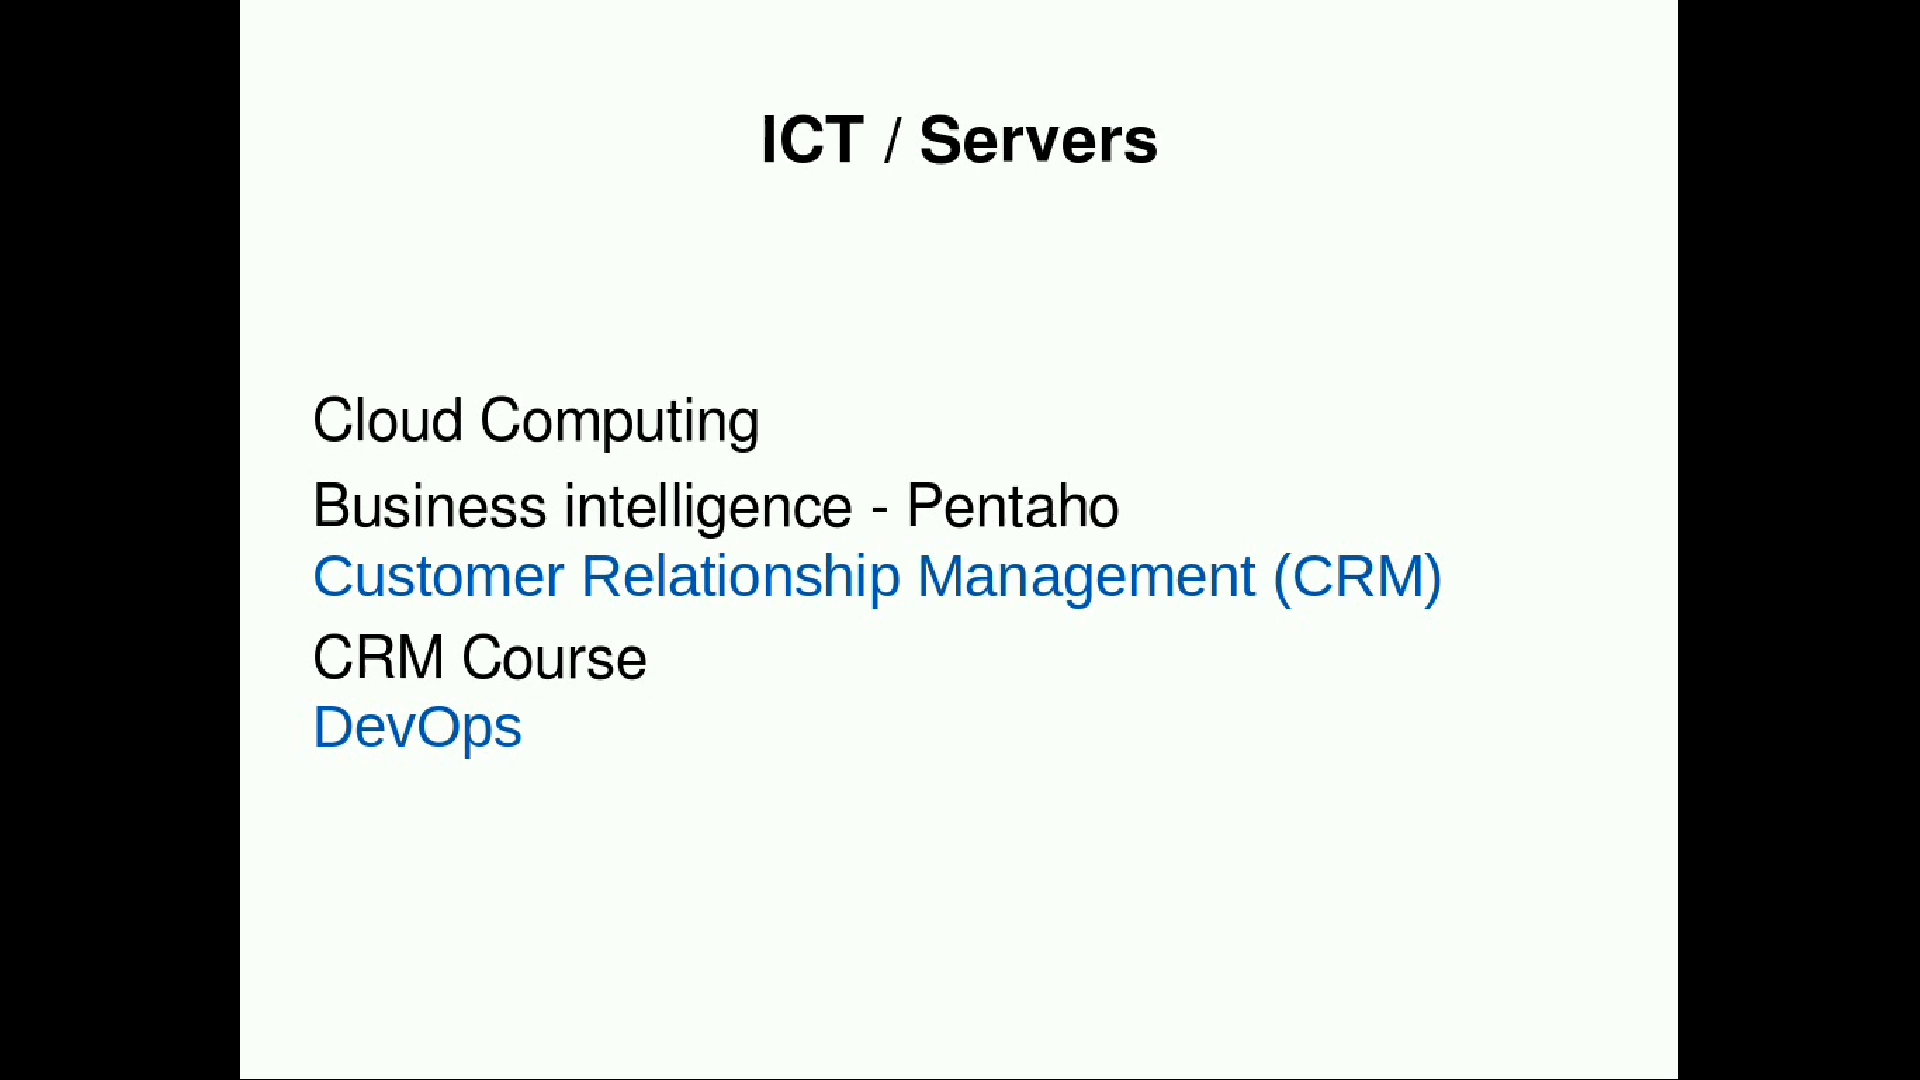 ICT / Servers
Cloud Computing
Business intelligence - Pentaho
Customer Relationship Management (CRM)
CRM Course
DevOps